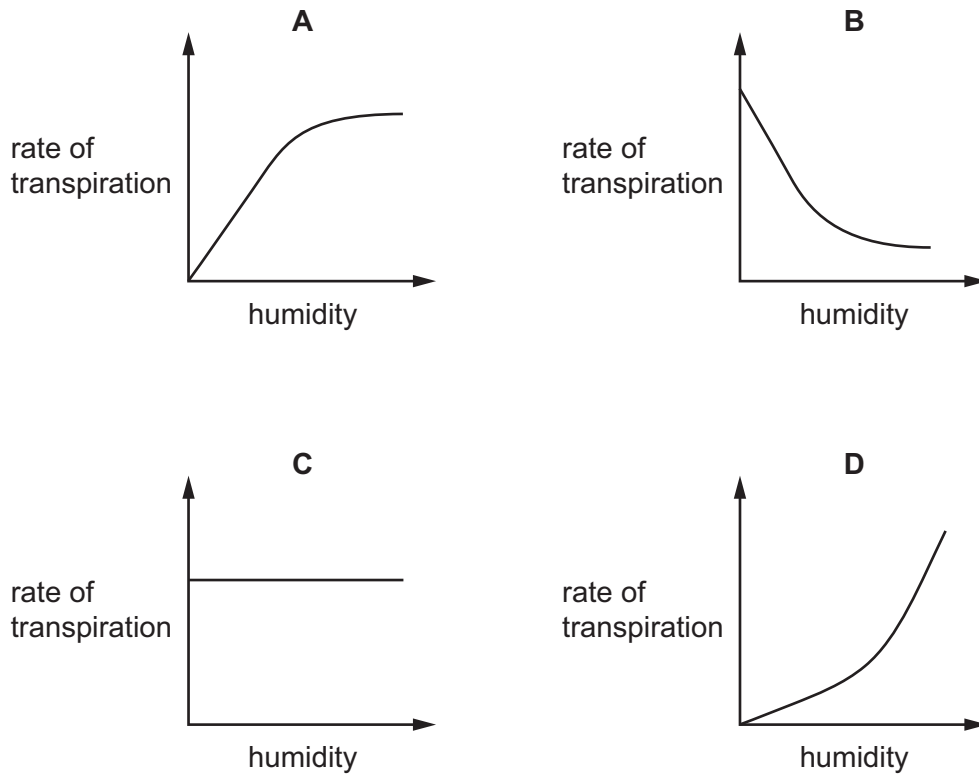 A
rate of
transpiration
humidity
B
rate of
transpiration
humidity
C
rate of
transpiration
humidity
D
rate of
transpiration
humidity